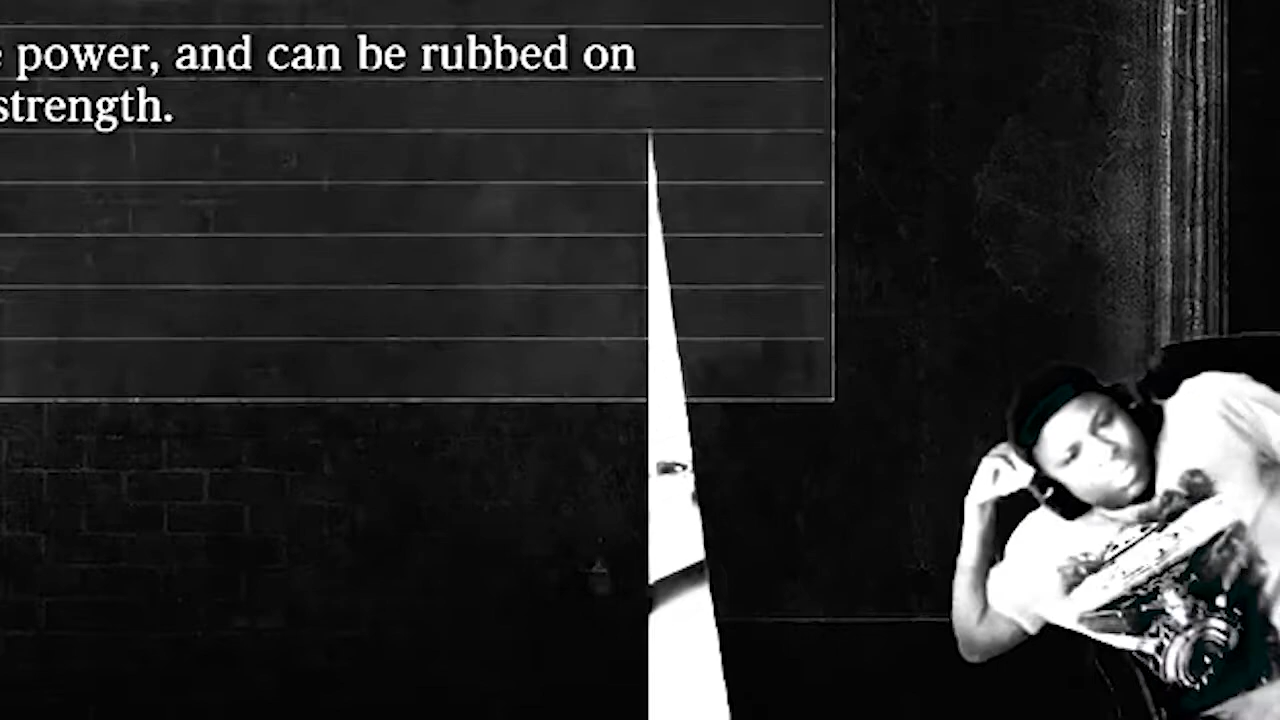 power, and can be rubbed on
strength.